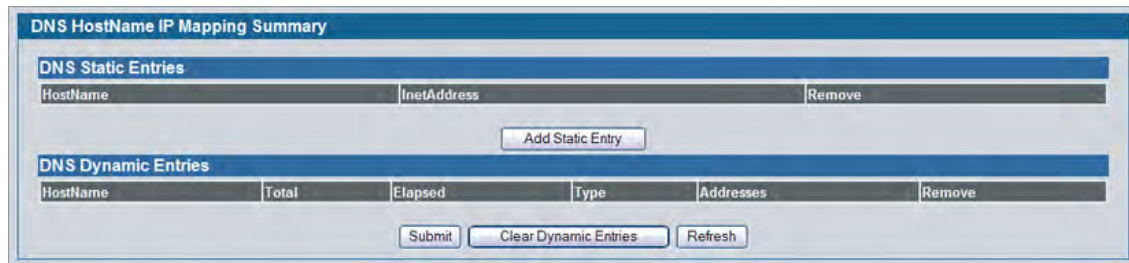 DNS HostName IP Mapping Summary
DNS Static Entries
HostName InetAddress Remove
Add Static Entry
DNS Dynamic Entries
HostName Total Elapsed Type Addresses Remove
Submit Clear Dynamic Entries Refresh